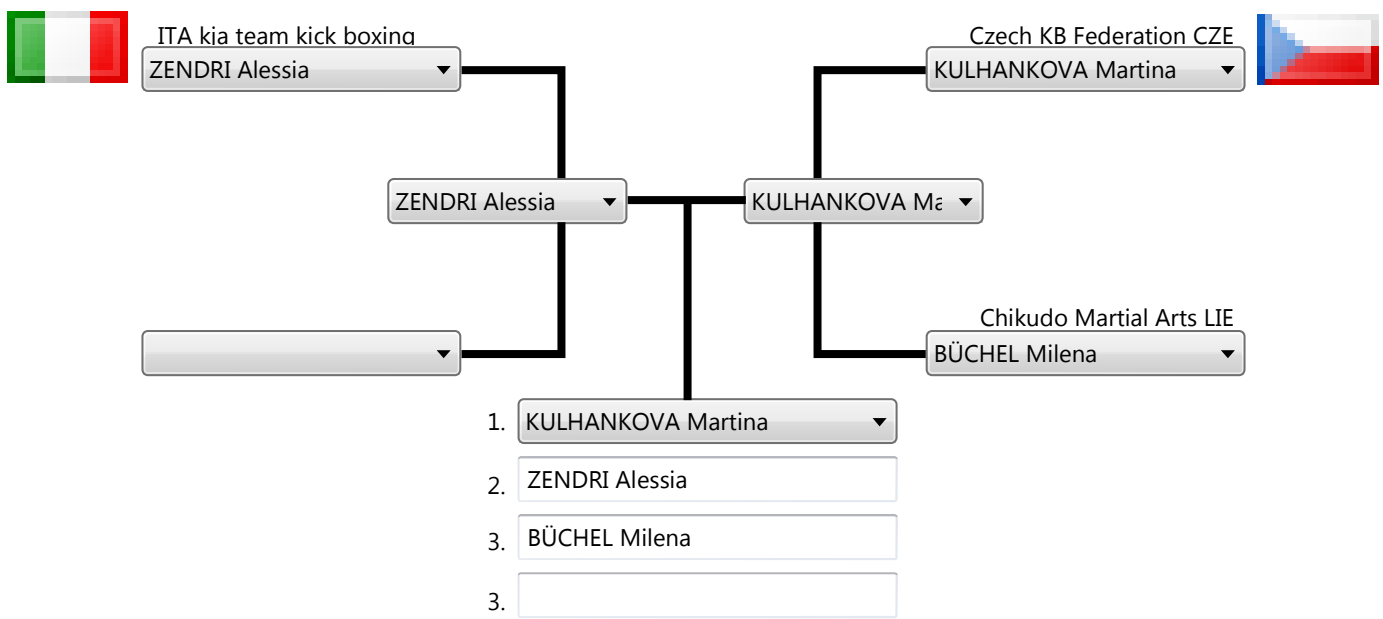 ITA kja team kick boxing
Czech KB Federation CZE
ZENDRI Alessia
KULHANKOVA Martina
ZENDRI Alessia
KULHANKOVA Ma
Chikudo Martial Arts LIE
BÜCHEL Milena
1. KULHANKOVA Martina
2. ZENDRI Alessia
3. BÜCHEL Milena
3.